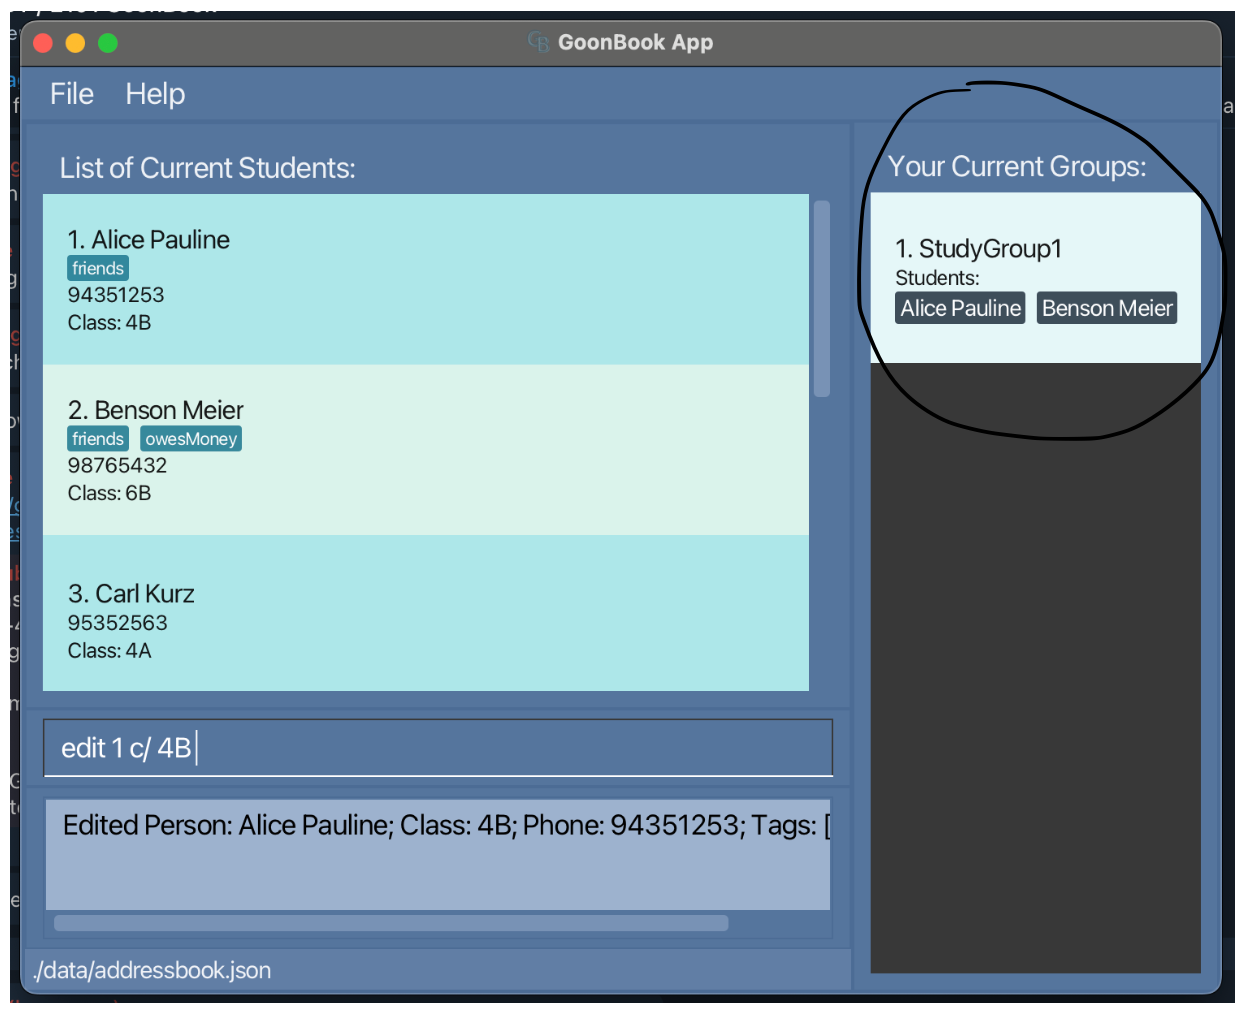 GoonBook App
File Help
List of Current Students:
1. Alice Pauline
friends
94351253
Class: 4B
2. Benson Meier
friends owesMoney
98765432
Class: 6B
3. Carl Kurz
95352563
Class: 4A
edit 1 c/ 4B
Edited Person: Alice Pauline; Class: 4B; Phone: 94351253; Tags: [
./data/addressbook.json
Your Current Groups:
1. StudyGroup1
Students:
Alice Pauline Benson Meier